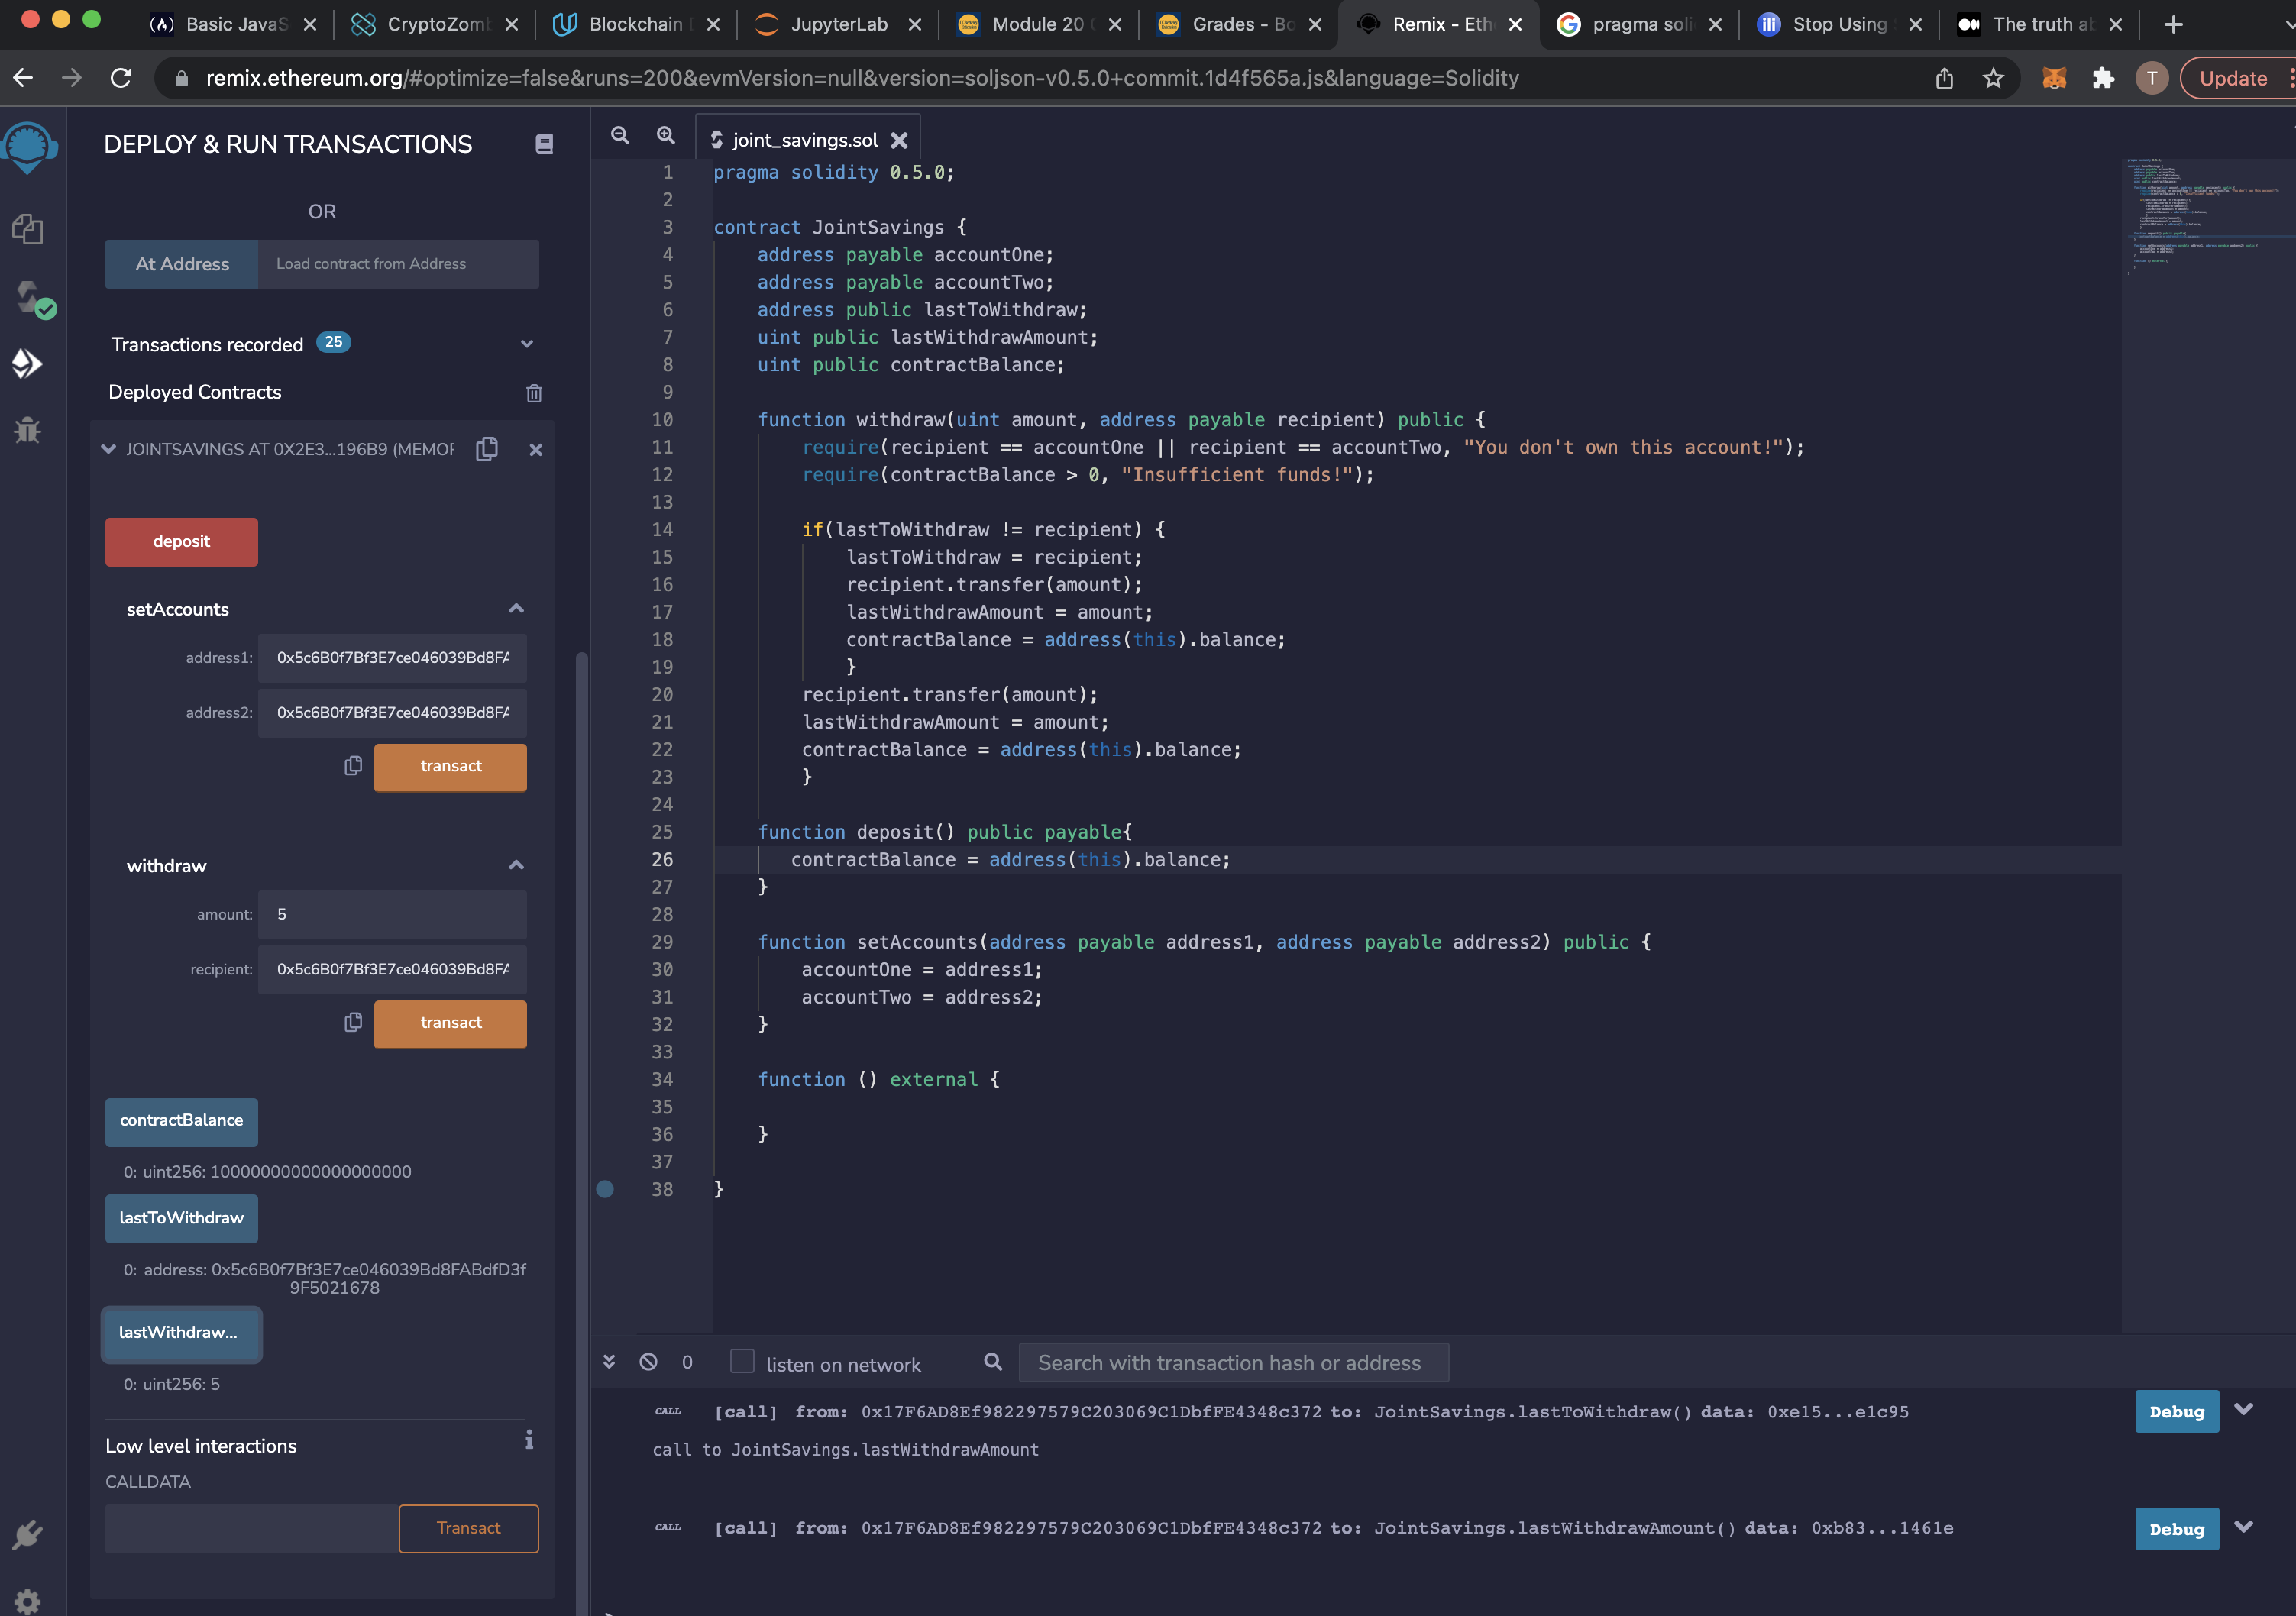 Basic JavaS
CryptoZomb
Blockchain
JupyterLab
Module 20
Grades - Bo
Remix - Eth
pragma soli
Stop Using
The truth ab
remix.ethereum.org/#optimize=false&runs=200&evmVersion=null&version=soljson-v0.5.0+commit.1d4f565a.js&language=Solidity
T
Update
DEPLOY & RUN TRANSACTIONS
OR
At Address
Load contract from Address
Transactions recorded 25
Deployed Contracts
JOINTSAVINGS AT 0X2E3...196B9 (MEMOR
deposit
setAccounts
address1: 0x5c6B0f7Bf3E7ce046039Bd8FA
address2: 0x5c6B0f7Bf3E7ce046039Bd8FA
transact
withdraw
amount: 5
recipient: 0x5c6B0f7Bf3E7ce046039Bd8FA
transact
contractBalance
0: uint256: 10000000000000000000
lastToWithdraw
0: address: 0x5c6B0f7Bf3E7ce046039Bd8FABdfD3f
9F5021678
lastWithdraw...
0: uint256: 5
Low level interactions
CALLDATA
Transact
joint_savings.sol
1 pragma solidity 0.5.0;
2
3 contract JointSavings {
4 address payable accountOne;
5 address payable accountTwo;
6 address public lastToWithdraw;
7 uint public lastWithdrawAmount;
8 uint public contractBalance;
9
10 function withdraw(uint amount, address payable recipient) public {
11 require(recipient == accountOne || recipient == accountTwo, "You don't own this account!");
12 require(contractBalance > 0, "Insufficient funds!");
13
14 if(lastToWithdraw != recipient) {
15 lastToWithdraw = recipient;
16 recipient.transfer(amount);
17 lastWithdrawAmount = amount;
18 contractBalance = address(this).balance;
19 }
20 recipient.transfer(amount);
21 lastWithdrawAmount = amount;
22 contractBalance = address(this).balance;
23 }
24
25 function deposit() public payable{
26 contractBalance = address(this).balance;
27 }
28
29 function setAccounts(address payable address1, address payable address2) public {
30 accountOne = address1;
31 accountTwo = address2;
32 }
33
34 function () external {
35
36 }
37
38 }
0
listen on network
Search with transaction hash or address
CALL [call] from: 0x17F6AD8Ef982297579C203069C1DbfFE4348c372 to: JointSavings.lastToWithdraw() data: 0xe15...e1c95
Debug
call to JointSavings.lastWithdrawAmount
CALL [call] from: 0x17F6AD8Ef982297579C203069C1DbfFE4348c372 to: JointSavings.lastWithdrawAmount() data: 0xb83...1461e
Debug